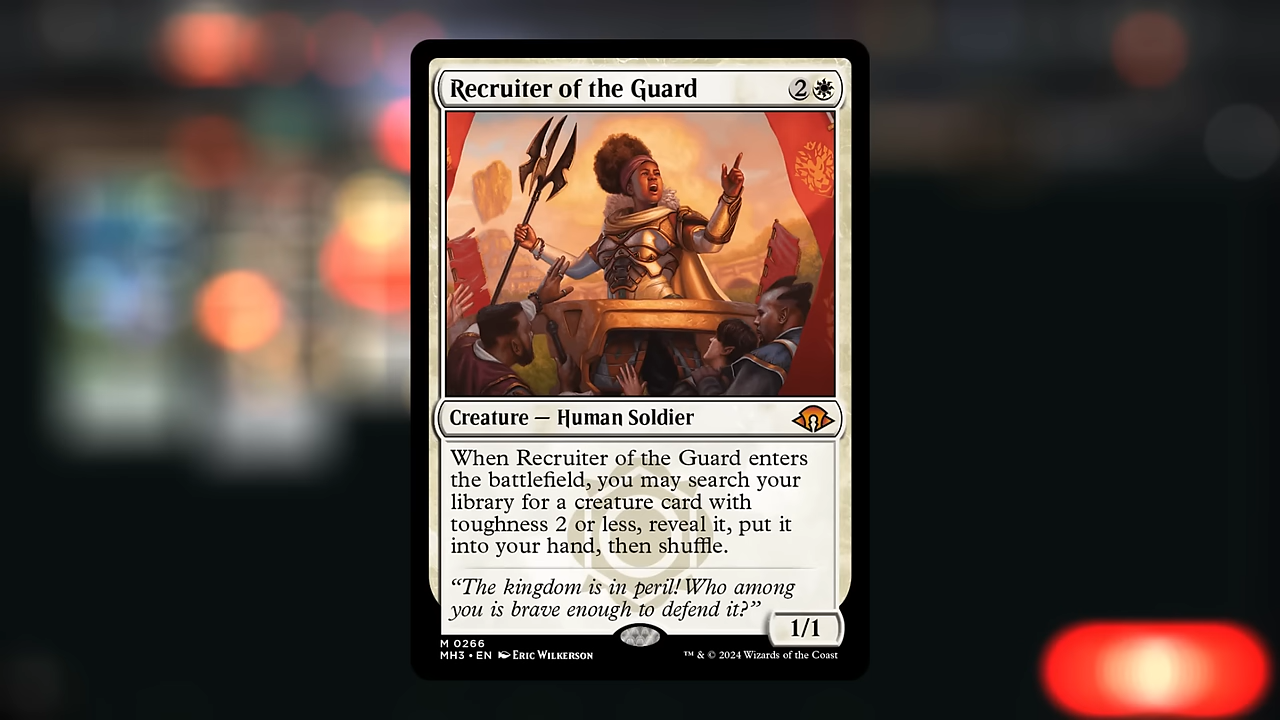 Recruiter of the Guard 2
Creature — Human Soldier
When Recruiter of the Guard enters
the battlefield, you may search your
library for a creature card with
toughness 2 or less, reveal it, put it
into your hand, then shuffle.
“The kingdom is in peril! Who among
you is brave enough to defend it?”
1/1
M 0266
MH3 • EN Eric Wilkerson ™ & © 2024 Wizards of the Coast